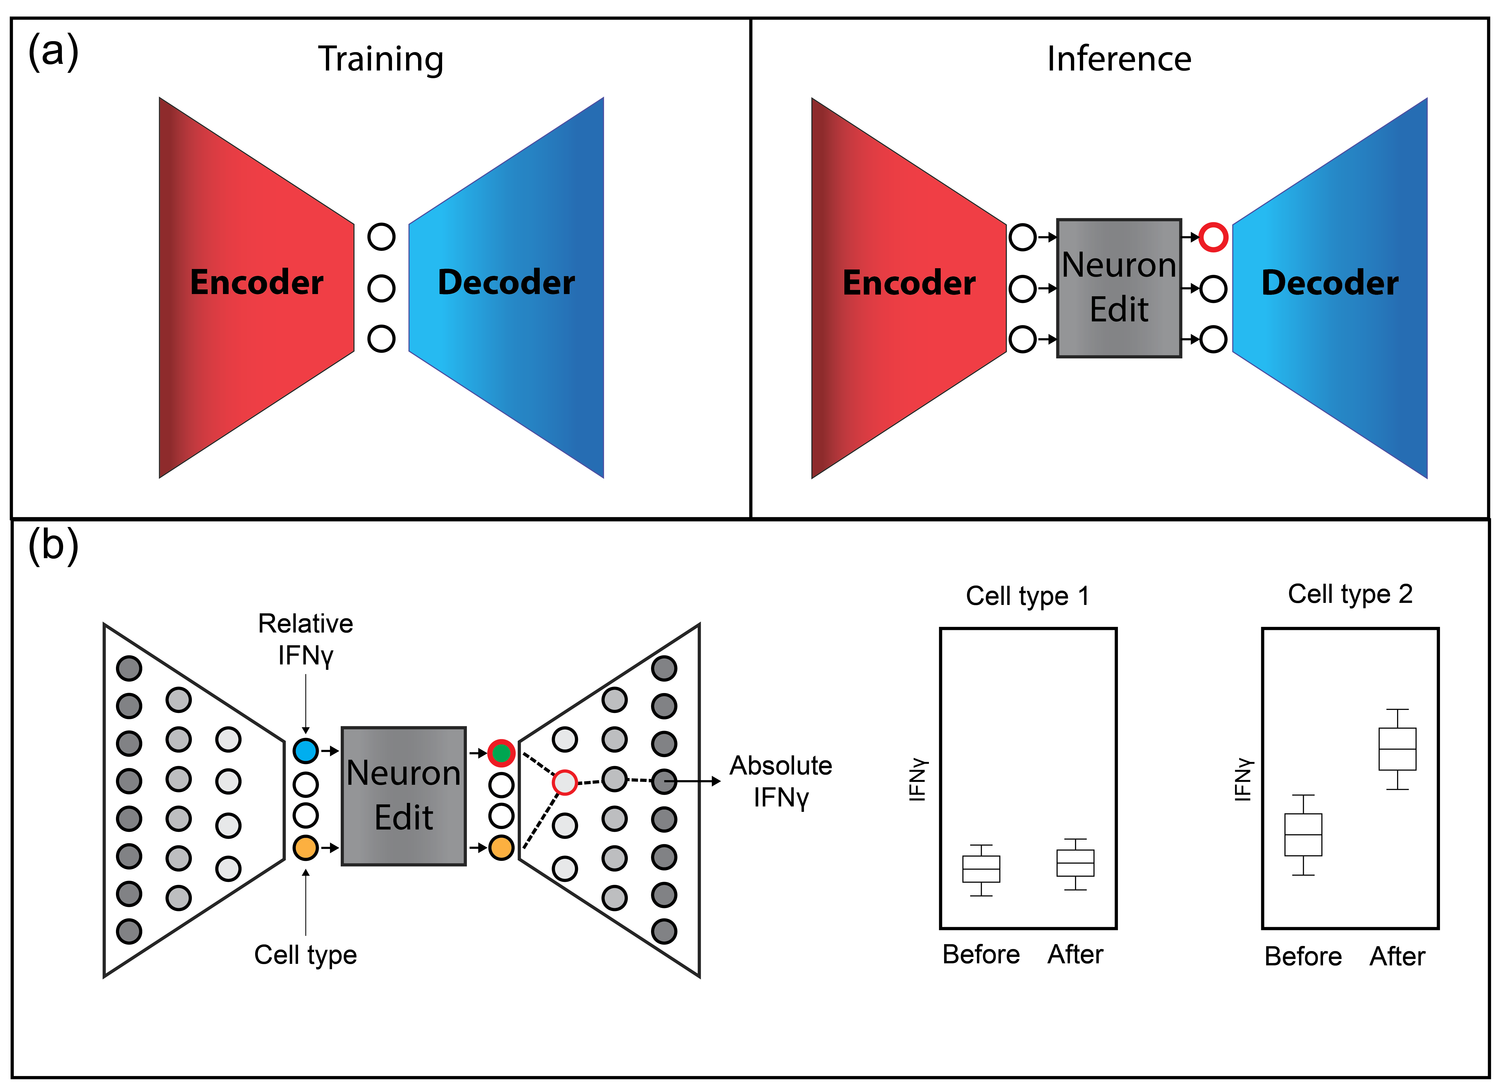 (a)
Training
Inference
Encoder
Decoder
Encoder
Neuron
Edit
Decoder
(b)
Relative
IFNγ
Neuron
Edit
Cell type
Absolute
IFNγ
Cell type 1
IFNγ
Before After
Cell type 2
IFNγ
Before After